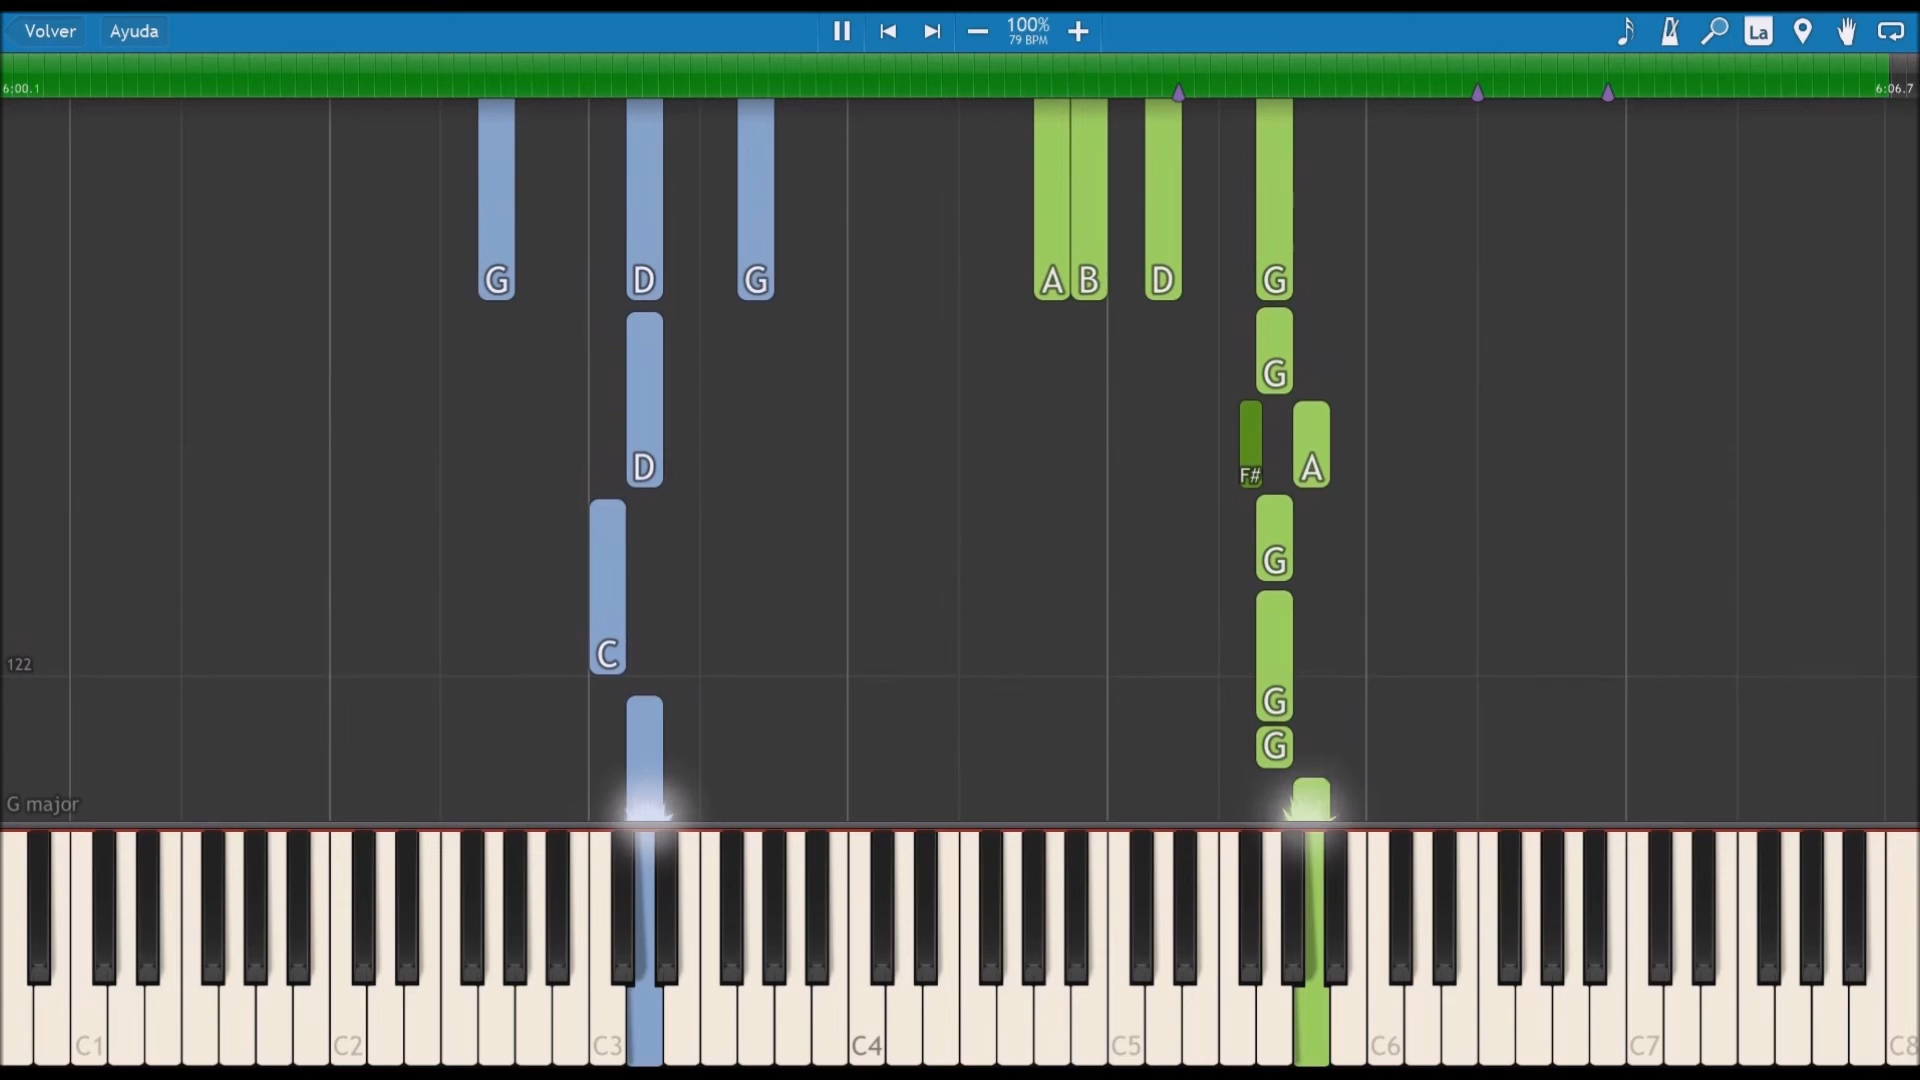 Volver Ayuda 100% La
79 BPM
6:00.1 6:06.7
G D G A B D G
G
D F# A
G
C
122
G
G
G major
C1 C2 C3 C4 C5 C6 C7 C8